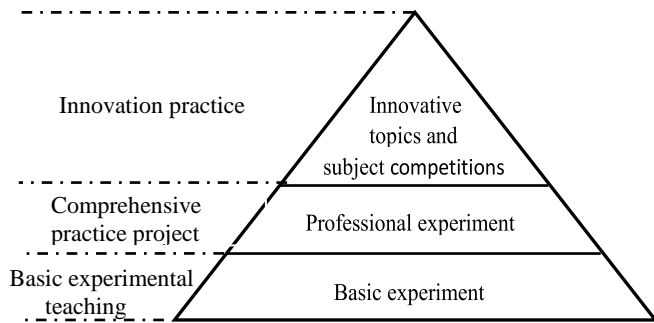 Innovation practice
Innovative
topics and
subject competitions
Comprehensive
practice project
Professional experiment
Basic experimental
teaching
Basic experiment